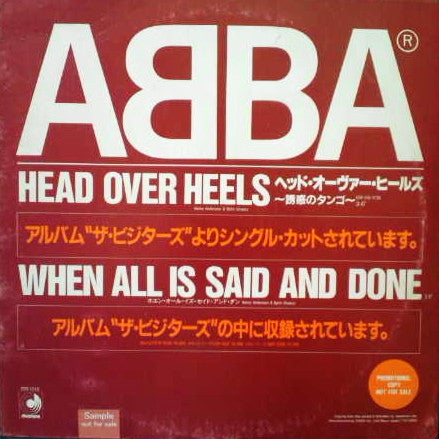 ABBA®
HEAD OVER HEELS ヘッド・オーヴァー・ヒールズ
〜誘惑のタンゴ〜
アルバム"ザ・ビジターズ"よりシングル・カットされています。
WHEN ALL IS SAID AND DONE
ホエン・オール・イズ・セイド・アンド・ダン
アルバム"ザ・ビジターズ"の中に収録されています。
PROMOTIONAL
COPY
NOT FOR SALE
Sample
not for sale